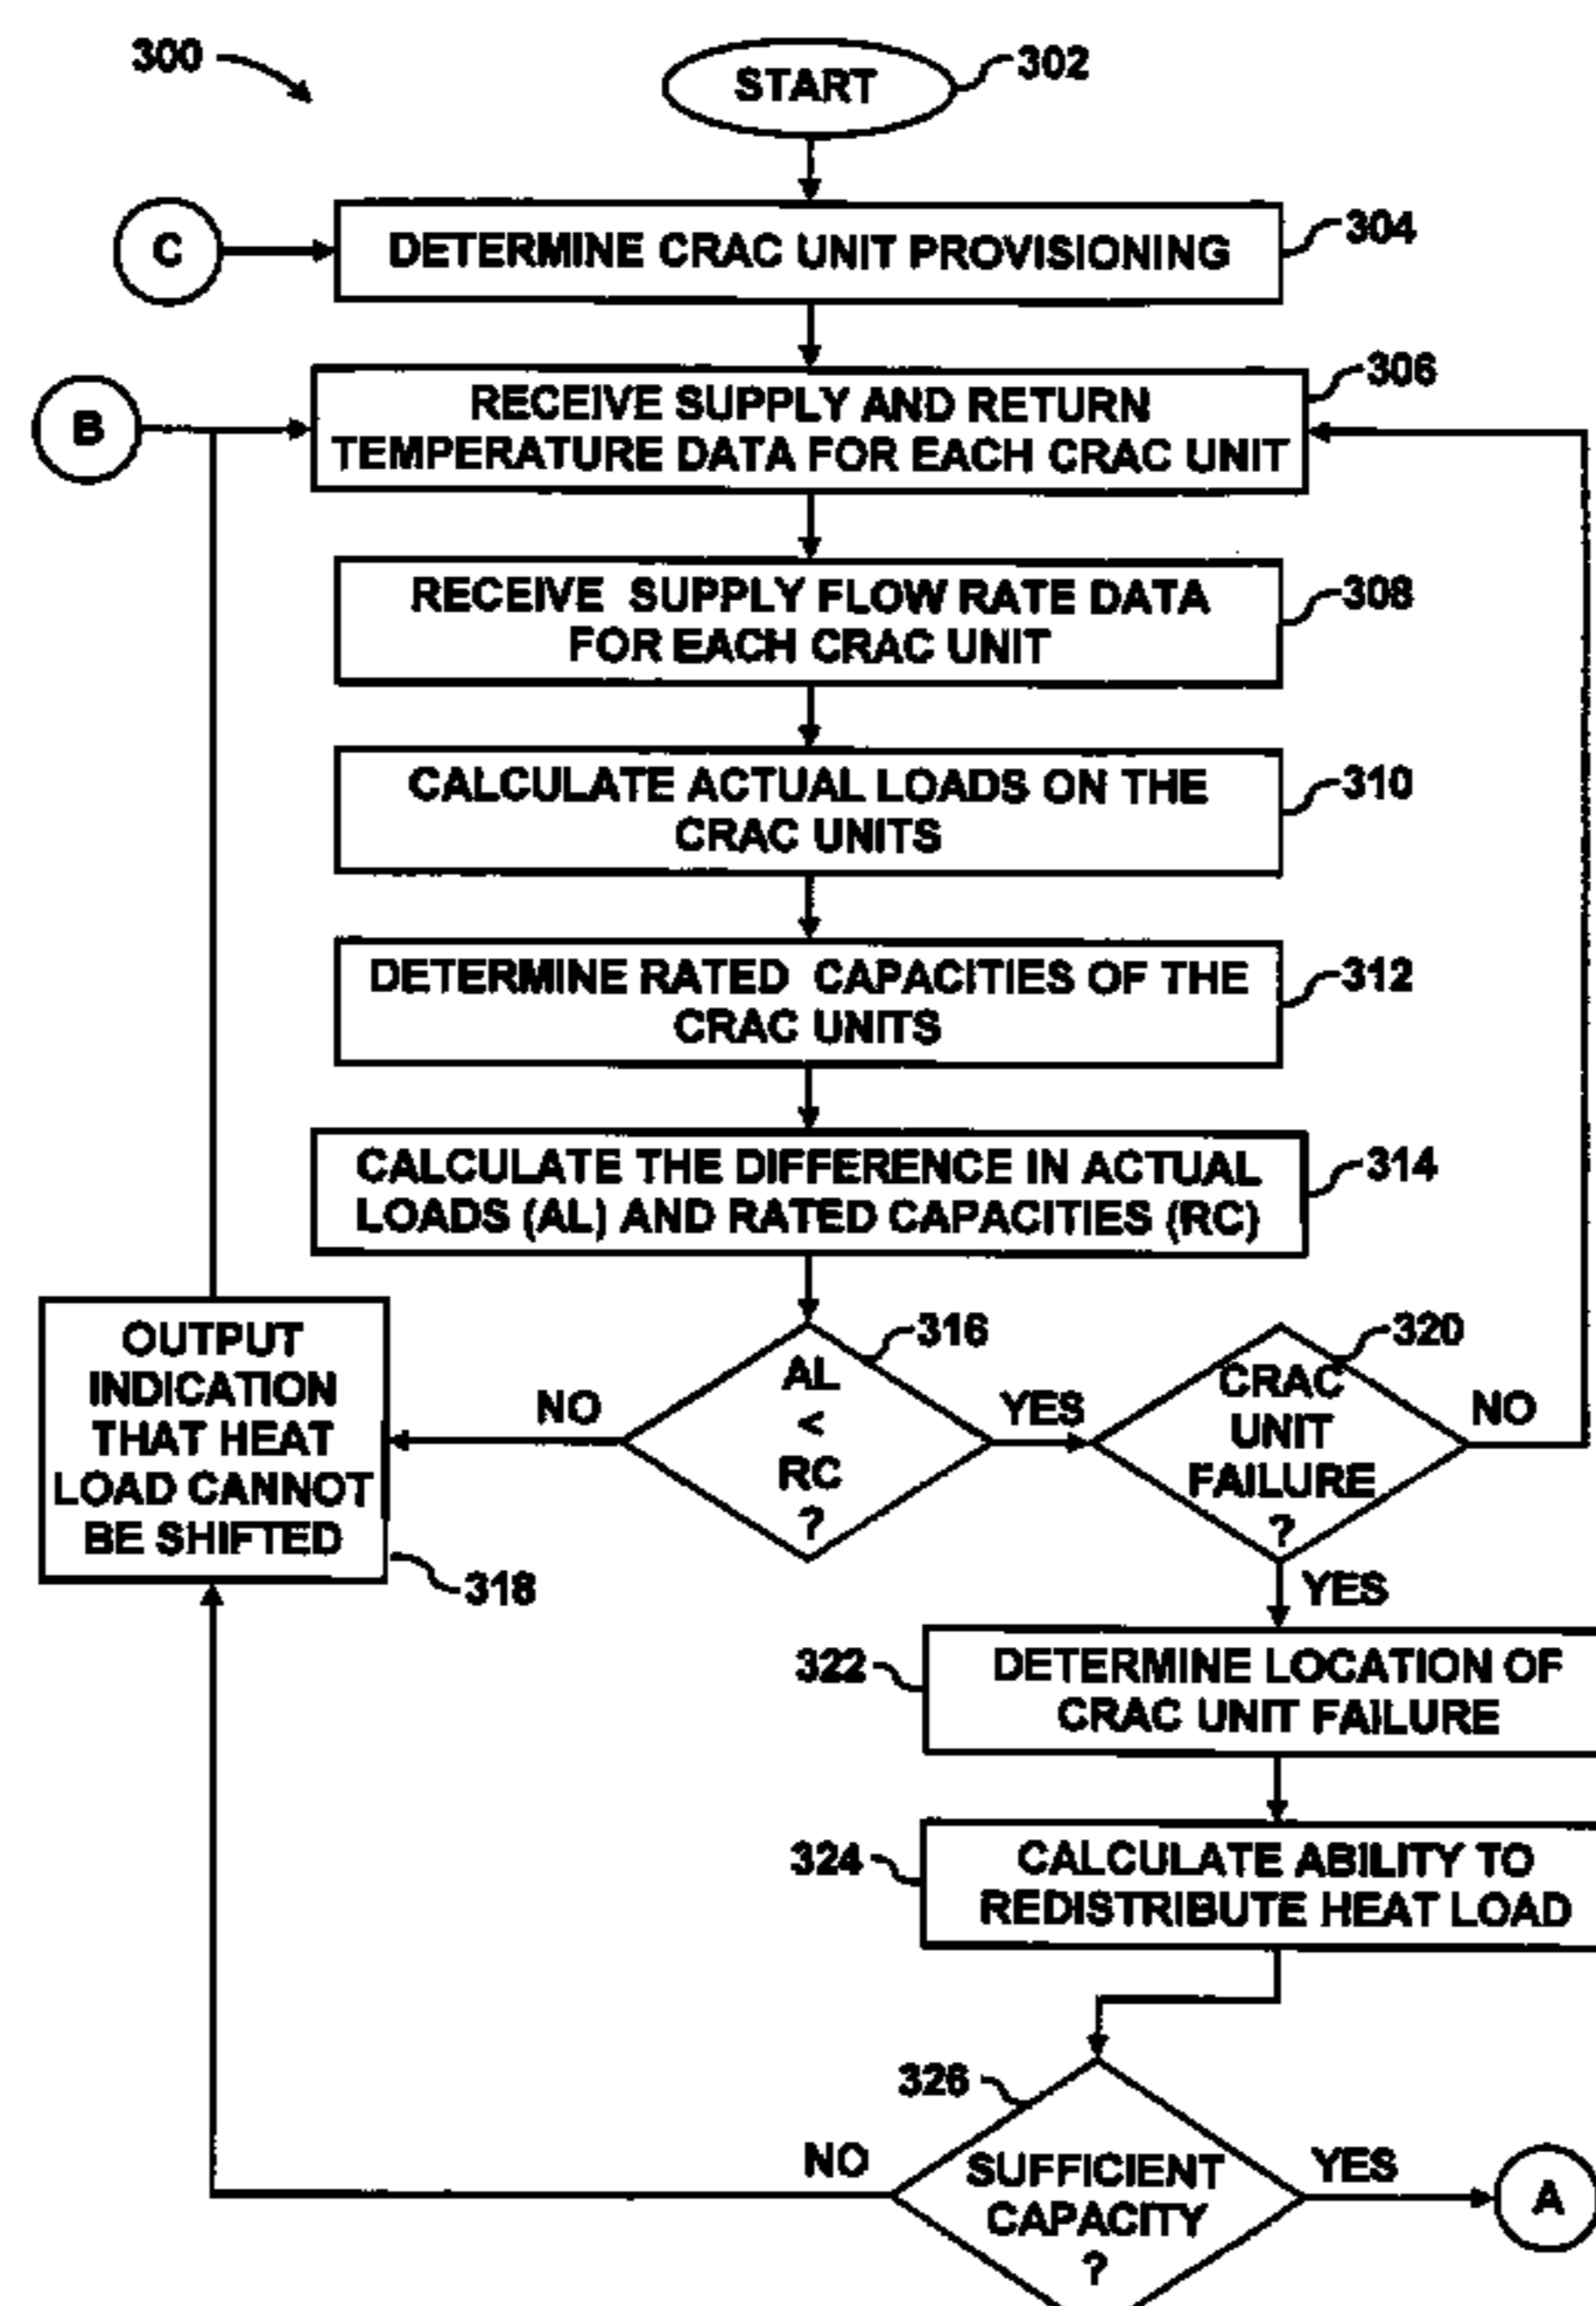 300
START
302
C
DETERMINE CRAC UNIT PROVISIONING
304
B
RECEIVE SUPPLY AND RETURN
TEMPERATURE DATA FOR EACH CRAC UNIT
306
RECEIVE SUPPLY FLOW RATE DATA
FOR EACH CRAC UNIT
308
CALCULATE ACTUAL LOADS ON THE
CRAC UNITS
310
DETERMINE RATED CAPACITIES OF THE
CRAC UNITS
312
CALCULATE THE DIFFERENCE IN ACTUAL
LOADS (AL) AND RATED CAPACITIES (RC)
314
OUTPUT
INDICATION
THAT HEAT
LOAD CANNOT
BE SHIFTED
318
NO
AL
<
RC
?
316
YES
CRAC
UNIT
FAILURE
?
320
NO
YES
322
DETERMINE LOCATION OF
CRAC UNIT FAILURE
324
CALCULATE ABILITY TO
REDISTRIBUTE HEAT LOAD
326
NO
SUFFICIENT
CAPACITY
?
YES
A